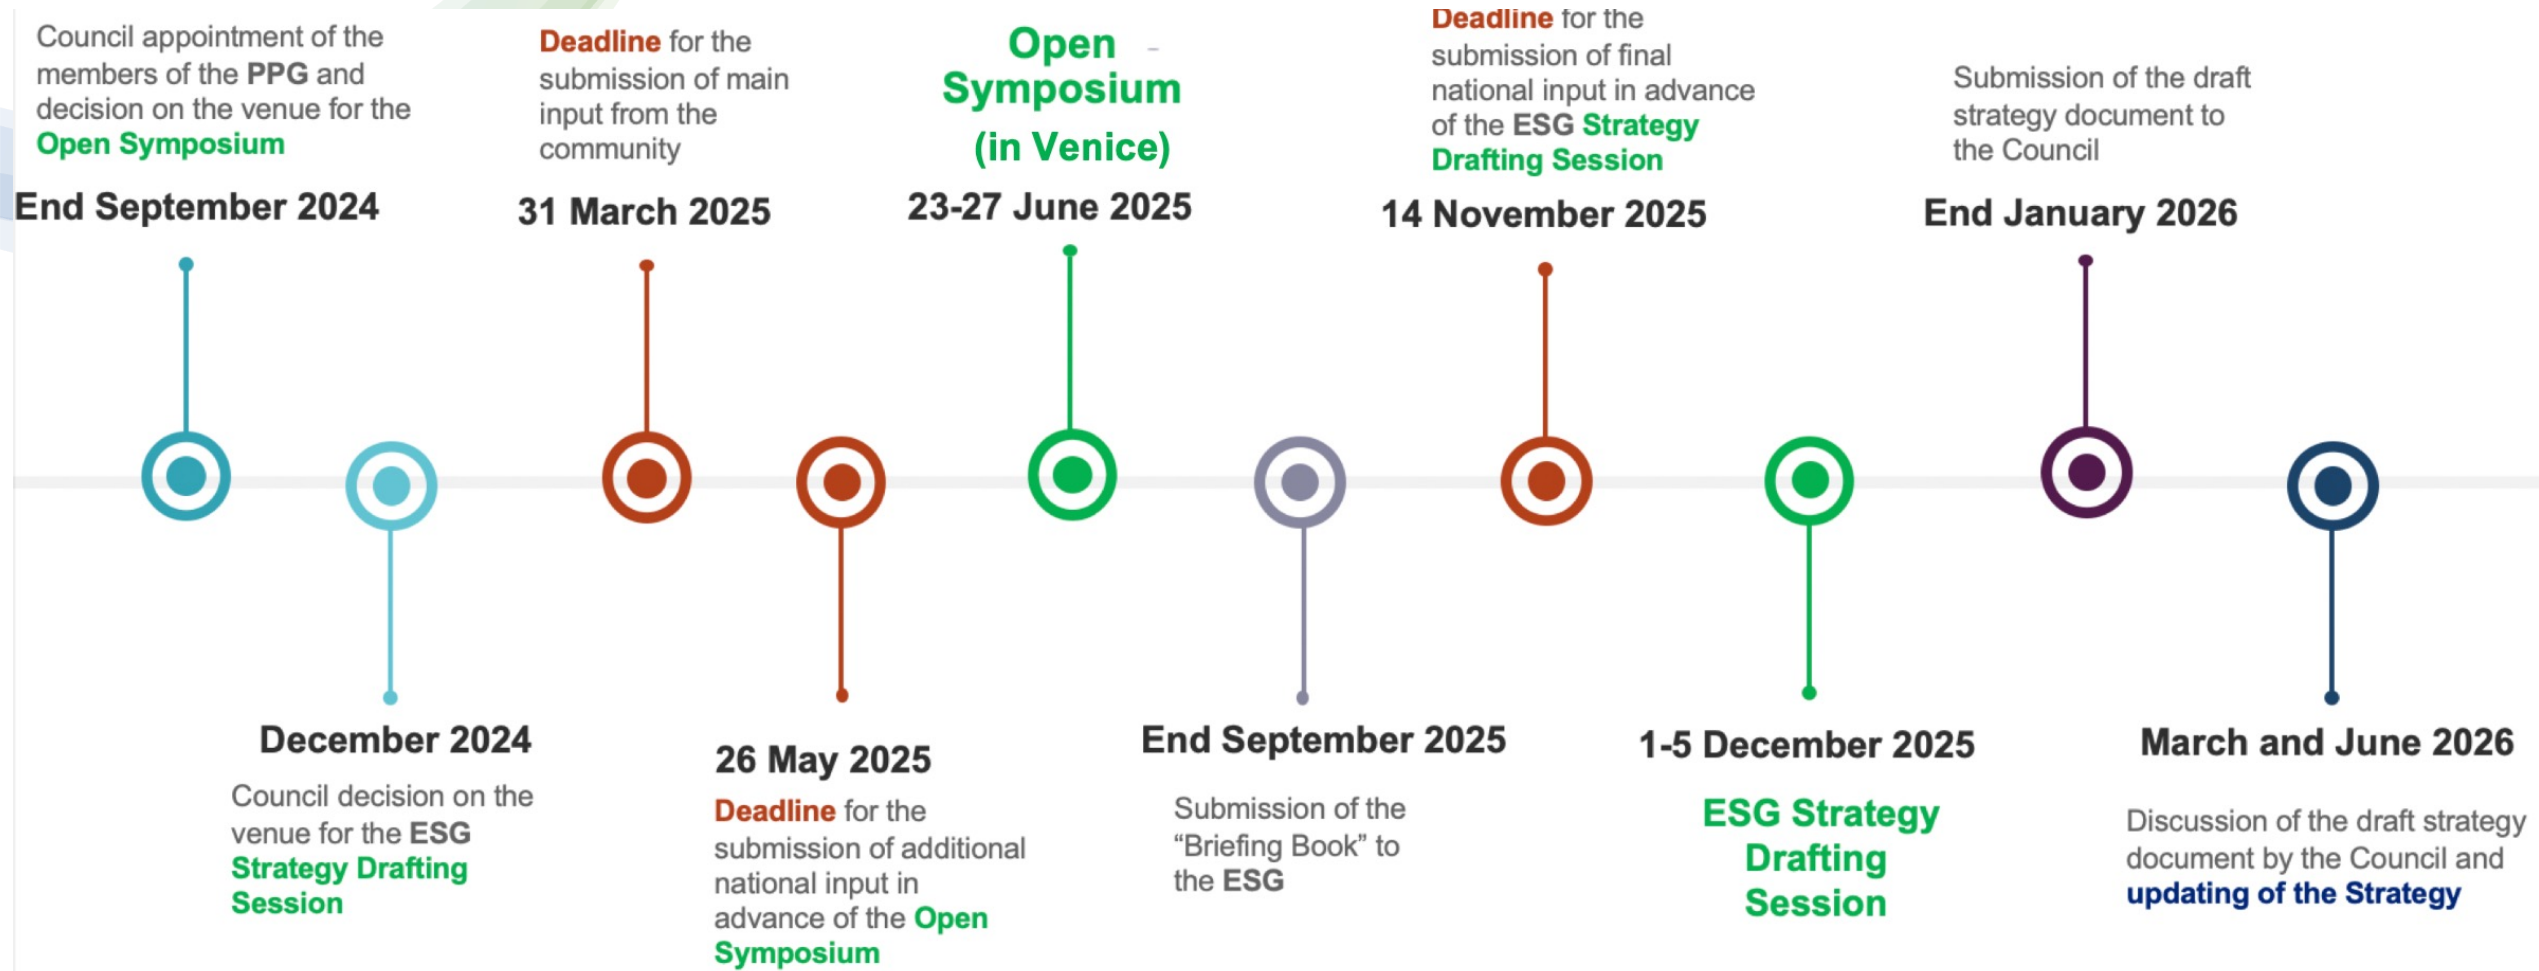 Council appointment of the
members of the PPG and
decision on the venue for the
Open Symposium
End September 2024
December 2024
Council decision on the
venue for the ESG
Strategy Drafting
Session
Deadline for the
submission of main
input from the
community
31 March 2025
26 May 2025
Deadline for the
submission of additional
national input in
advance of the Open
Symposium
Open
Symposium
(in Venice)
23-27 June 2025
End September 2025
Submission of the
“Briefing Book” to
the ESG
Deadline for the
submission of final
national input in advance
of the ESG Strategy
Drafting Session
14 November 2025
1-5 December 2025
ESG Strategy
Drafting
Session
Submission of the draft
strategy document to
the Council
End January 2026
March and June 2026
Discussion of the draft strategy
document by the Council and
updating of the Strategy